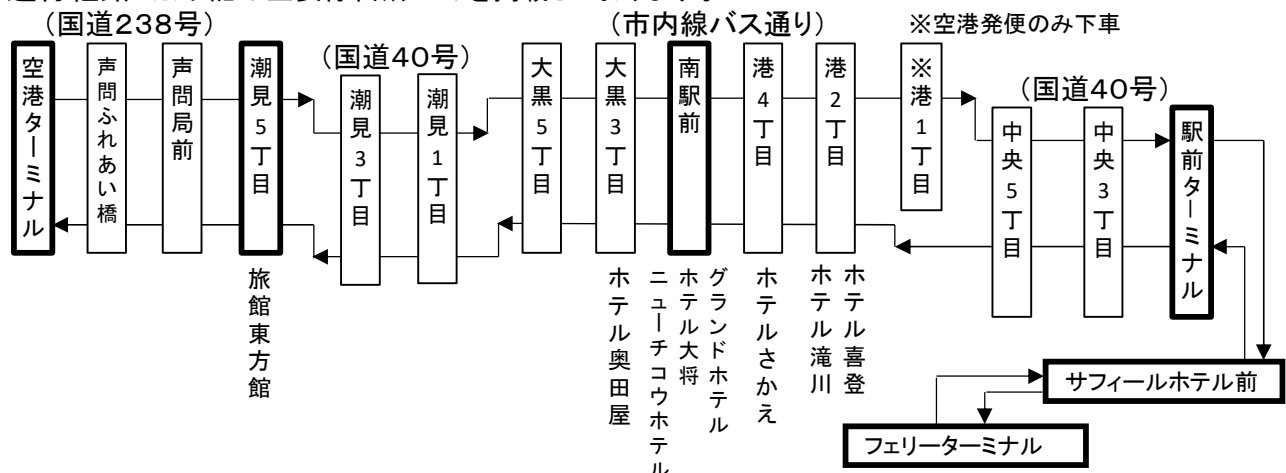 (国道238号)
(国道40号)
(市内線バス通り)
※空港発便のみ下車
(国道40号)
空港ターミナル
声問ふれあい橋
声問局前
潮見5丁目
潮見3丁目
潮見1丁目
大黒5丁目
大黒3丁目
南駅前
港4丁目
港2丁目
※港1丁目
中央5丁目
中央3丁目
駅前ターミナル
旅館東方館
ホテル奥田屋
ニューチコウホテル
ホテル大将
グランドホテル
ホテルさかえ
ホテル滝川
ホテル喜登
サフィールホテル前
フェリーターミナル